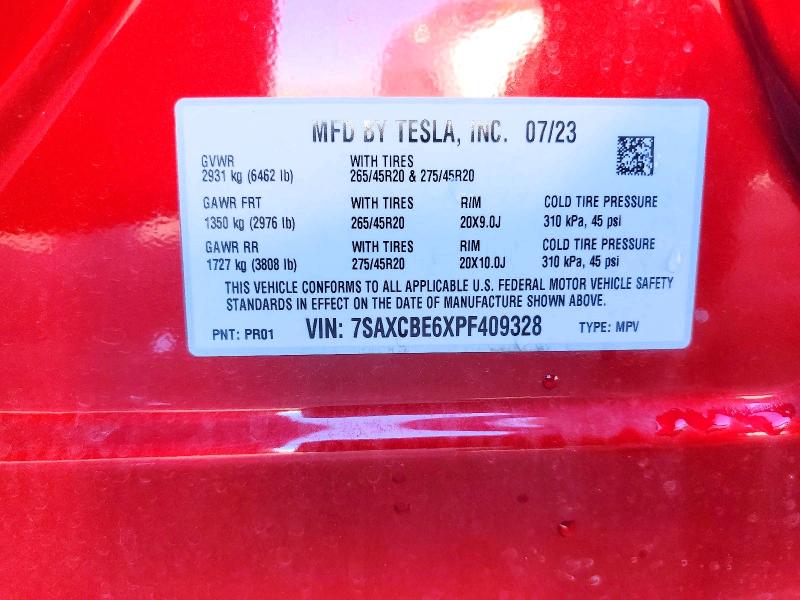 MFD BY TESLA, INC. 07/23
GVWR WITH TIRES
2931 kg (6462 lb) 265/45R20 & 275/45R20
GAWR FRT WITH TIRES RIM COLD TIRE PRESSURE
1350 kg (2976 lb) 265/45R20 20X9.0J 310 kPa, 45 psi
GAWR RR WITH TIRES RIM COLD TIRE PRESSURE
1727 kg (3808 lb) 275/45R20 20X10.0J 310 kPa, 45 psi
THIS VEHICLE CONFORMS TO ALL APPLICABLE U.S. FEDERAL MOTOR VEHICLE SAFETY
STANDARDS IN EFFECT ON THE DATE OF MANUFACTURE SHOWN ABOVE.
PNT: PR01 VIN: 7SAXCBE6XPF409328 TYPE: MPV